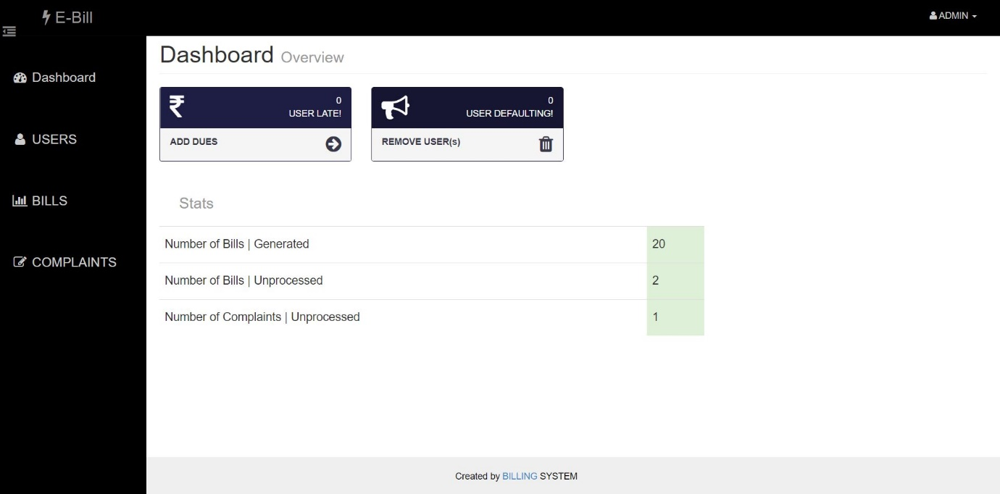 E-Bill
ADMIN
Dashboard
USERS
BILLS
COMPLAINTS
Dashboard Overview
0
USER LATE!
ADD DUES
0
USER DEFAULTING!
REMOVE USER(s)
Stats
Number of Bills | Generated 20
Number of Bills | Unprocessed 2
Number of Complaints | Unprocessed 1
Created by BILLING SYSTEM